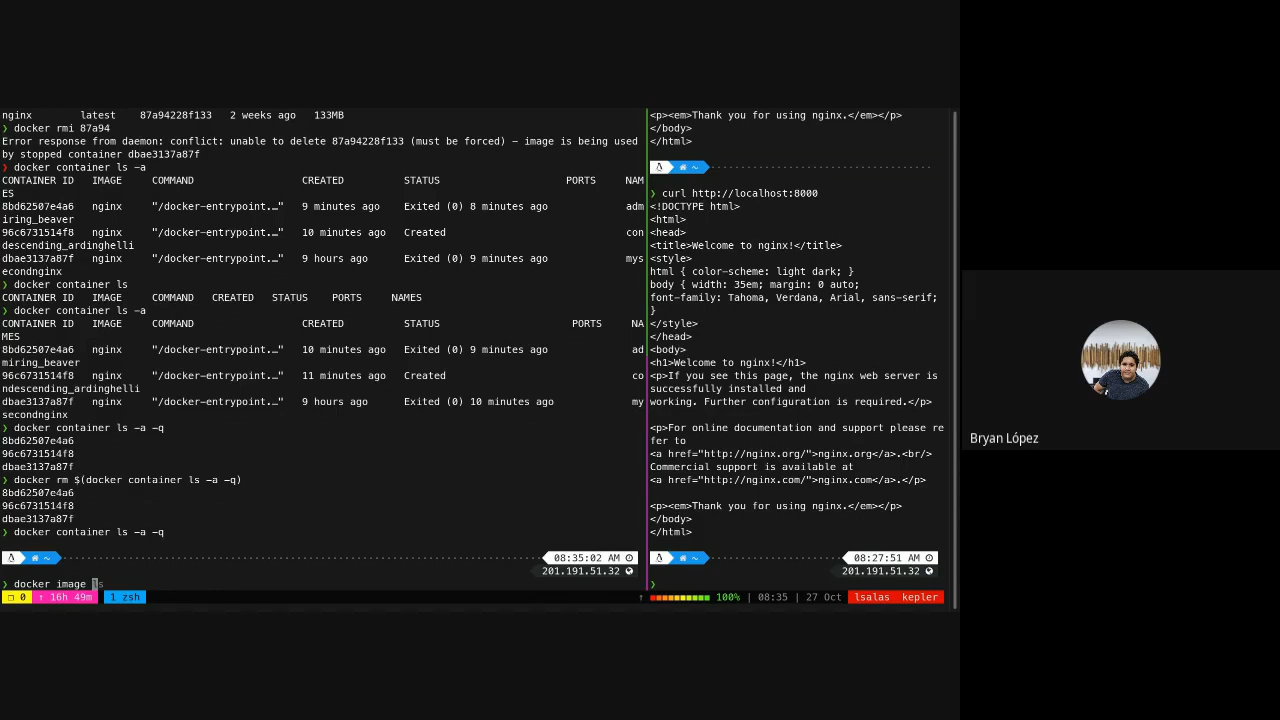 nginx        latest    87a94228f133   2 weeks ago   133MB
❯ docker rmi 87a94
Error response from daemon: conflict: unable to delete 87a94228f133 (must be forced) - image is being used
by stopped container dbae3137a87f
❯ docker container ls -a
CONTAINER ID   IMAGE     COMMAND                  CREATED          STATUS                     PORTS     NAM
ES
8bd62507e4a6   nginx     "/docker-entrypoint.…"   9 minutes ago    Exited (0) 8 minutes ago             adm
iring_beaver
96c6731514f8   nginx     "/docker-entrypoint.…"   10 minutes ago   Created                              con
descending_ardinghelli
dbae3137a87f   nginx     "/docker-entrypoint.…"   9 hours ago      Exited (0) 9 minutes ago             mys
econdnginx
❯ docker container ls
CONTAINER ID   IMAGE     COMMAND   CREATED   STATUS    PORTS     NAMES
❯ docker container ls -a
CONTAINER ID   IMAGE     COMMAND                  CREATED          STATUS                      PORTS     NA
MES
8bd62507e4a6   nginx     "/docker-entrypoint.…"   10 minutes ago   Exited (0) 9 minutes ago              ad
miring_beaver
96c6731514f8   nginx     "/docker-entrypoint.…"   11 minutes ago   Created                               co
ndescending_ardinghelli
dbae3137a87f   nginx     "/docker-entrypoint.…"   9 hours ago      Exited (0) 10 minutes ago             my
secondnginx
❯ docker container ls -a -q
8bd62507e4a6
96c6731514f8
dbae3137a87f
❯ docker rm $(docker container ls -a -q)
8bd62507e4a6
96c6731514f8
dbae3137a87f
❯ docker container ls -a -q
~ 08:35:02 AM
201.191.51.32
❯ docker image ls
<p><em>Thank you for using nginx.</em></p>
</body>
</html>
~
❯ curl http://localhost:8000
<!DOCTYPE html>
<html>
<head>
<title>Welcome to nginx!</title>
<style>
html { color-scheme: light dark; }
body { width: 35em; margin: 0 auto;
font-family: Tahoma, Verdana, Arial, sans-serif;
}
</style>
</head>
<body>
<h1>Welcome to nginx!</h1>
<p>If you see this page, the nginx web server is
successfully installed and
working. Further configuration is required.</p>
<p>For online documentation and support please re
fer to
<a href="http://nginx.org/">nginx.org</a>.<br/>
Commercial support is available at
<a href="http://nginx.com/">nginx.com</a>.</p>
<p><em>Thank you for using nginx.</em></p>
</body>
</html>
~ 08:27:51 AM
201.191.51.32
❯
0 ↑ 16h 49m 1 zsh ↑ 100% | 08:35 | 27 Oct lsalas kepler
Bryan López